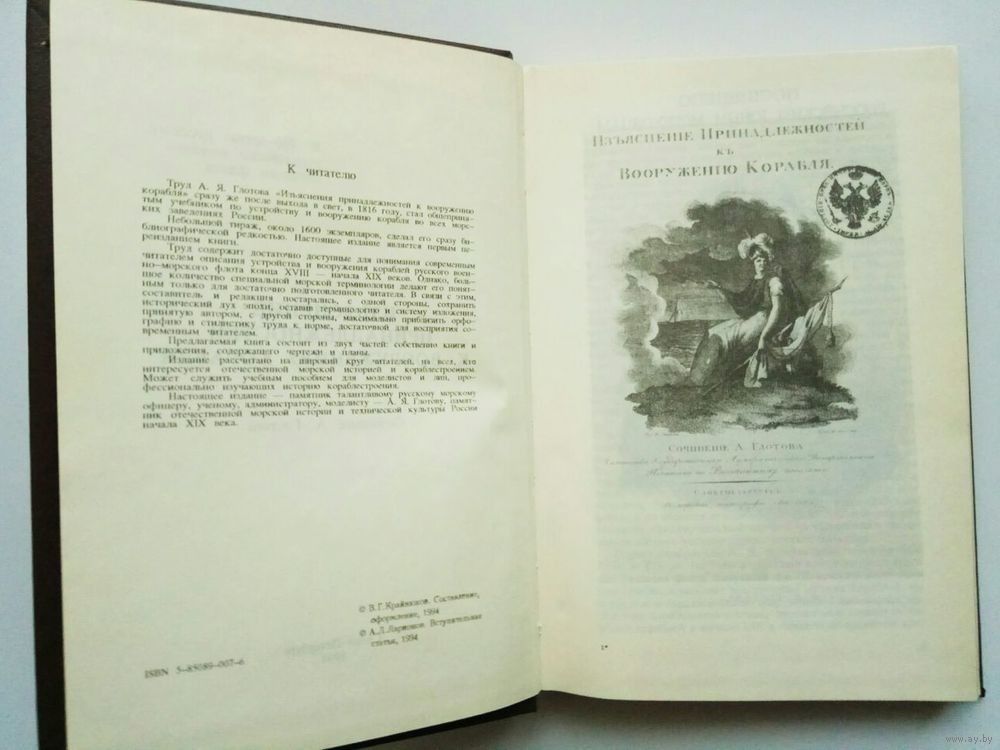 К читателю
Труд А. Я. Глотова «Изъяснения принадлежностей к вооружению
корабля» сразу же после выхода в свет, в 1816 году, стал общеприня-
тым учебником по устройству и вооружению корабля во всех морс-
ких заведениях России.
Небольшой тираж, около 1600 экземпляров, сделал его сразу би-
блиографической редкостью. Настоящее издание является первым пе-
реизданием книги.
Труд содержит достаточно доступные для понимания современным
читателем описания устройства и вооружения кораблей русского воен-
но-морского флота конца XVIII — начала XIX веков. Однако, боль-
шое количество специальной морской терминологии делают его понят-
ным только для достаточно подготовленного читателя. В связи с этим,
составитель и редакция постарались, с одной стороны, сохранить
исторический дух эпохи, оставив терминологию и систему изложения,
принятую автором, с другой стороны, максимально приблизить орфо-
графию и стилистику труда к норме, достаточной для восприятия со-
временным читателем.
Предлагаемая книга состоит из двух частей: собственно книги и
приложения, содержащего чертежи и планы.
Издание рассчитано на широкий круг читателей, на всех, кто
интересуется отечественной морской историей и кораблестроением.
Может служить учебным пособием для моделистов и лиц, про-
фессионально изучающих историю кораблестроения.
Настоящее издание — памятник талантливому русскому морскому
офицеру, ученому, администратору, моделисту — А. Я. Глотову, памят-
ник отечественной морской истории и технической культуры России
начала XIX века.
© В.Г.Крайнюков. Составление,
оформление, 1994
© А.Л.Ларионов. Вступительная
статья, 1994
ISBN 5-85089-007-6
Изъясненіе Принадлежностей
къ
Вооруженію Корабля.
Сочиненіе А. Глотова
Санктпетербургъ
1*
www.ay.by